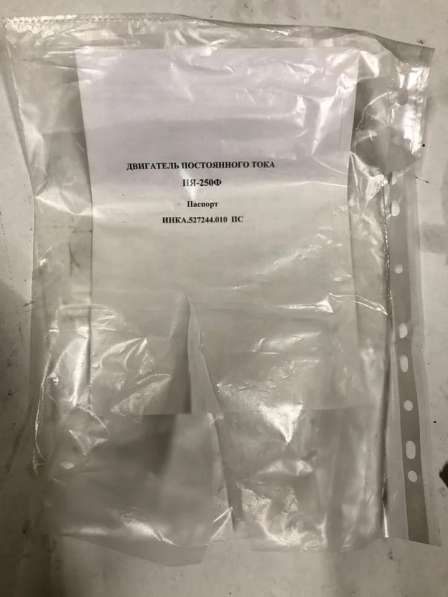 ДВИГАТЕЛЬ ПОСТОЯННОГО ТОКА
ПЯ-250Ф
Паспорт
ИНКА.527244.010 ПС